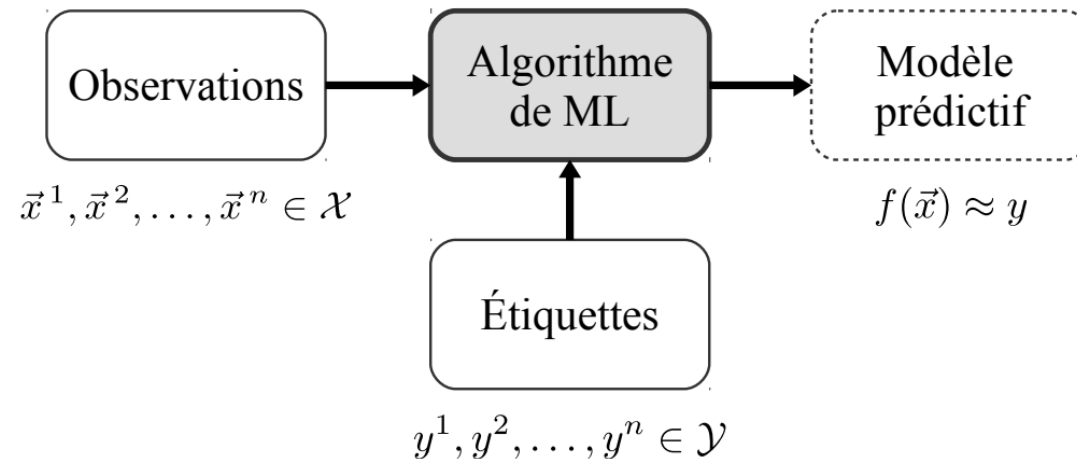 Observations
Algorithme
de ML
Modèle
prédictif
x⃗ ¹, x⃗ ², . . . , x⃗ ⁿ ∈ 𝒳
f(x⃗) ≈ y
Étiquettes
y¹, y², . . . , yⁿ ∈ 𝒴